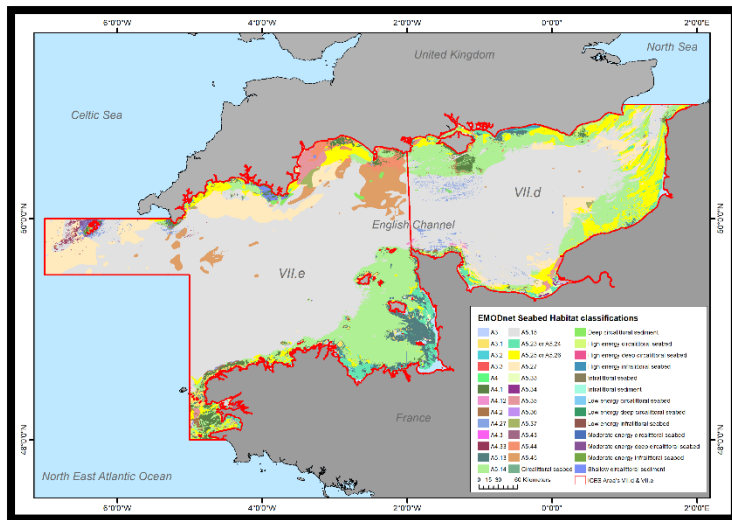 6°0'0"W 4°0'0"W 2°0'0"W 0°0'0" 2°0'0"E
United Kingdom
North Sea
Celtic Sea
VII.d
English Channel
VII.e
France
North East Atlantic Ocean
EMODnet Seabed Habitat classifications
A3
A3.1
A3.2
A3.3
A4
A4.1
A4.12
A4.2
A4.27
A4.3
A4.33
A5.13
A5.14
A5.15
A5.23 or A5.24
A5.25 or A5.26
A5.27
A5.33
A5.34
A5.35
A5.36
A5.37
A5.43
A5.44
A5.45
Circalittoral seabed
Deep circalittoral sediment
High energy circalittoral seabed
High energy deep circalittoral seabed
High energy infralittoral seabed
Infralittoral seabed
Infralittoral sediment
Low energy circalittoral seabed
Low energy deep circalittoral seabed
Low energy infralittoral seabed
Moderate energy circalittoral seabed
Moderate energy deep circalittoral seabed
Moderate energy infralittoral seabed
Shallow circalittoral sediment
ICES Area's VII.d & VII.e
0 15 30 60 Kilometers
6°0'0"W 4°0'0"W 2°0'0"W 0°0'0" 2°0'0"E